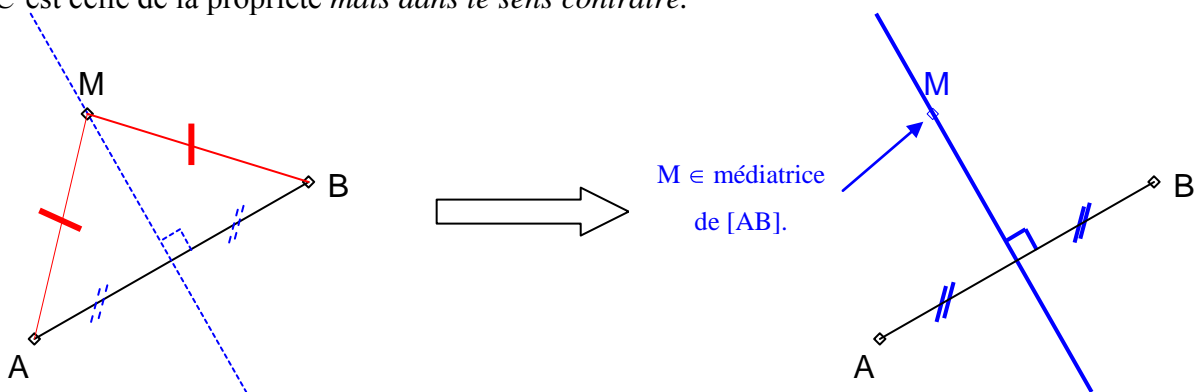 C'est celle de la propriété mais dans le sens contraire.
M
B
A
M ∈ médiatrice
de [AB].
M
B
A